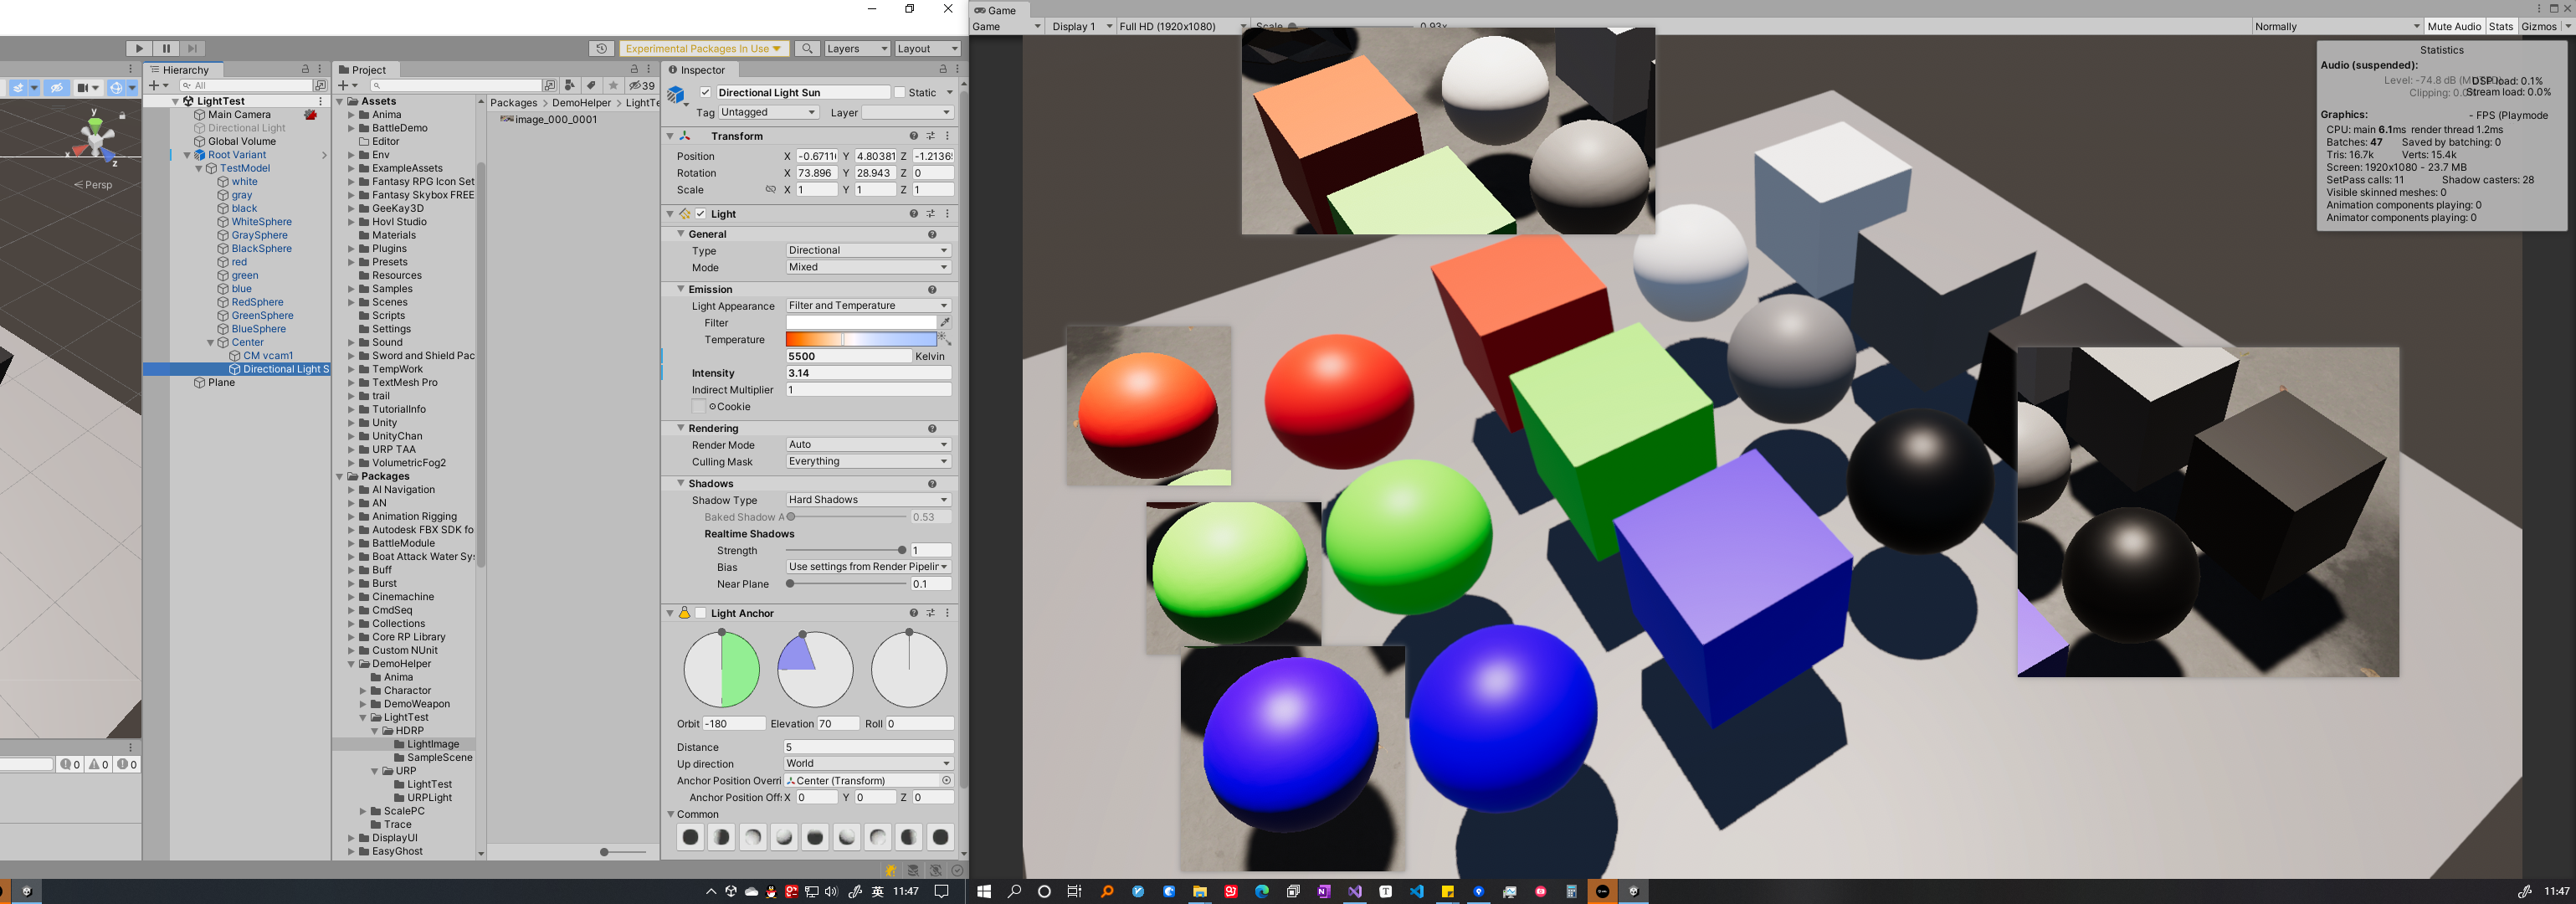 Game
Game
Display 1
Full HD (1920x1080)
Scale
0.93x
Normally
Mute Audio
Stats
Gizmos
Experimental Packages In Use
Layers
Layout
Hierarchy
All
LightTest
Main Camera
Directional Light
Global Volume
Root Variant
TestModel
white
gray
black
WhiteSphere
GraySphere
BlackSphere
red
green
blue
RedSphere
GreenSphere
BlueSphere
Center
CM vcam1
Directional Light S
Plane
y
x
z
Persp
0
0
0
Project
39
Assets
Anima
BattleDemo
Editor
Env
ExampleAssets
Fantasy RPG Icon Set
Fantasy Skybox FREE
GeeKay3D
Hovl Studio
Materials
Plugins
Presets
Resources
Samples
Scenes
Scripts
Settings
Sound
Sword and Shield Pac
TempWork
TextMesh Pro
trail
TutorialInfo
Unity
UnityChan
URP TAA
VolumetricFog2
Packages
AI Navigation
AN
Animation Rigging
Autodesk FBX SDK fo
BattleModule
Boat Attack Water Sy
Buff
Burst
Cinemachine
CmdSeq
Collections
Core RP Library
Custom NUnit
DemoHelper
Anima
Charactor
DemoWeapon
LightTest
HDRP
LightImage
SampleScene
URP
LightTest
URPLight
ScalePC
Trace
DisplayUI
EasyGhost
Packages > DemoHelper > LightTe
image_000_0001
Inspector
Directional Light Sun
Static
Tag Untagged
Layer
Transform
Position X -0.6711 Y 4.80381 Z -1.2136
Rotation X 73.896 Y 28.943 Z 0
Scale X 1 Y 1 Z 1
Light
General
Type Directional
Mode Mixed
Emission
Light Appearance Filter and Temperature
Filter
Temperature
5500 Kelvin
Intensity 3.14
Indirect Multiplier 1
Cookie
Rendering
Render Mode Auto
Culling Mask Everything
Shadows
Shadow Type Hard Shadows
Baked Shadow A 0.53
Realtime Shadows
Strength 1
Bias Use settings from Render Pipelin
Near Plane 0.1
Light Anchor
Orbit -180 Elevation 70 Roll 0
Distance 5
Up direction World
Anchor Position Overri Center (Transform)
Anchor Position Off X 0 Y 0 Z 0
Common
Statistics
Audio (suspended):
Level: -74.8 dB
DSP load: 0.1%
Clipping: 0.
Stream load: 0.0%
Graphics: - FPS (Playmode
CPU: main 6.1ms render thread 1.2ms
Batches: 47 Saved by batching: 0
Tris: 16.7k Verts: 15.4k
Screen: 1920x1080 - 23.7 MB
SetPass calls: 11 Shadow casters: 28
Visible skinned meshes: 0
Animation components playing: 0
Animator components playing: 0
英
11:47
11:47